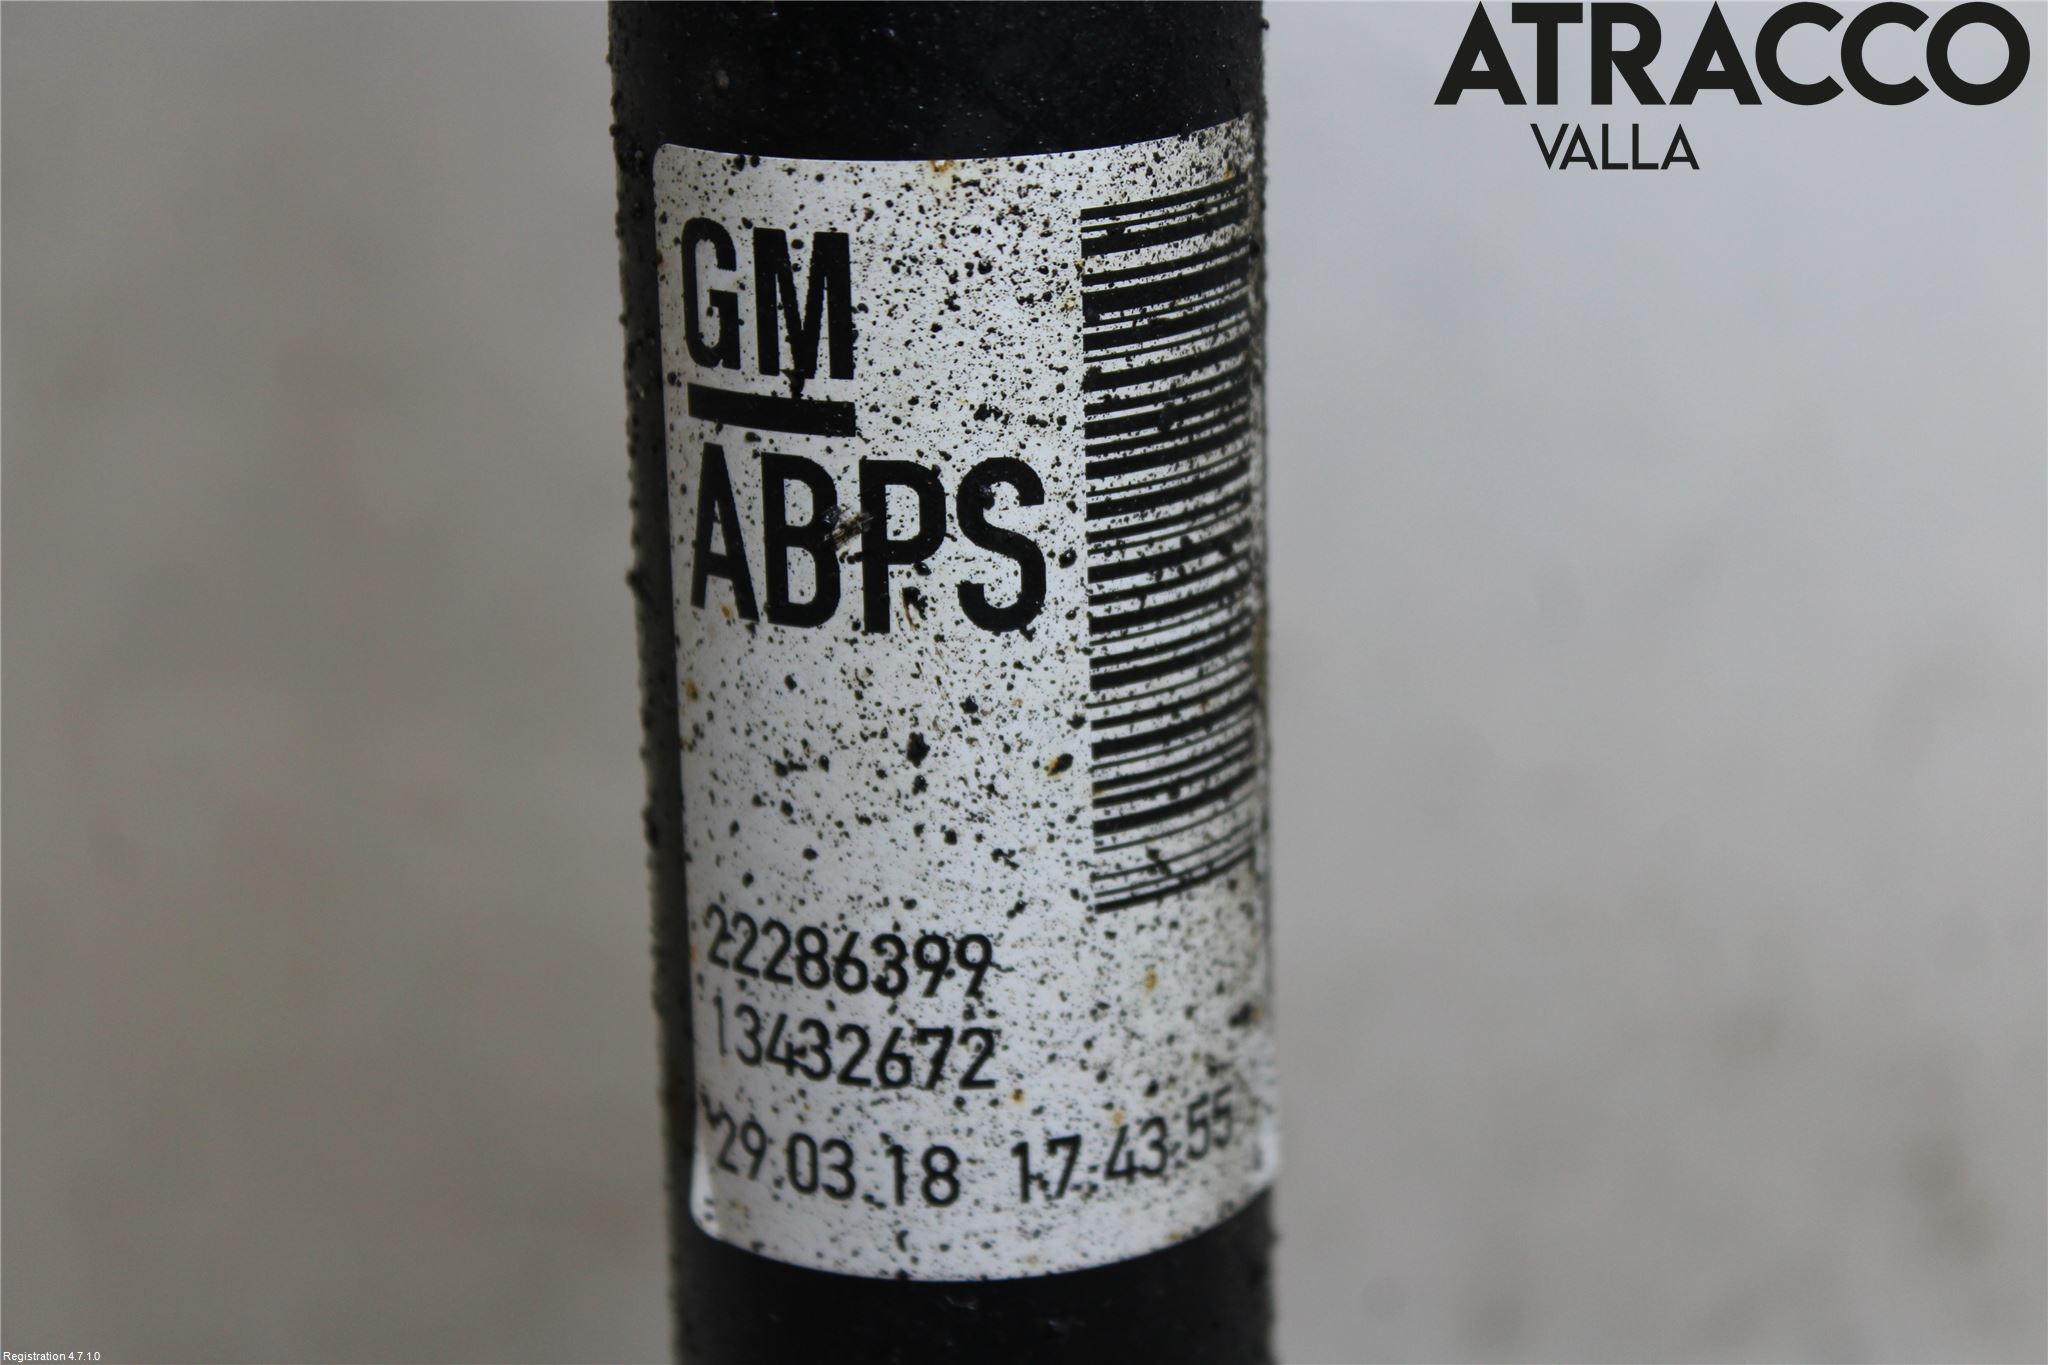 ATRACCO
VALLA
GM
ABPS
22286399
13432672
29.03.18 17:43:55
Registration 4.7.1.0